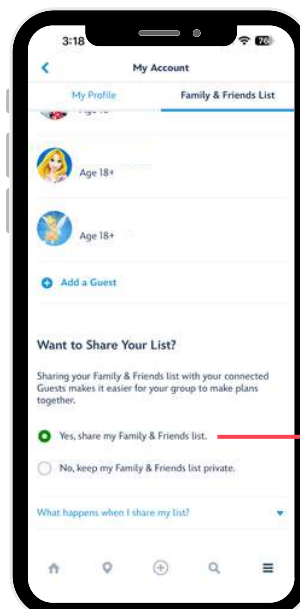 3:18
76
My Account
My Profile
Family & Friends List
Age 18+
Age 18+
Add a Guest
Want to Share Your List?
Sharing your Family & Friends list with your connected
Guests makes it easier for your group to make plans
together.
Yes, share my Family & Friends list.
No, keep my Family & Friends list private.
What happens when I share my list?